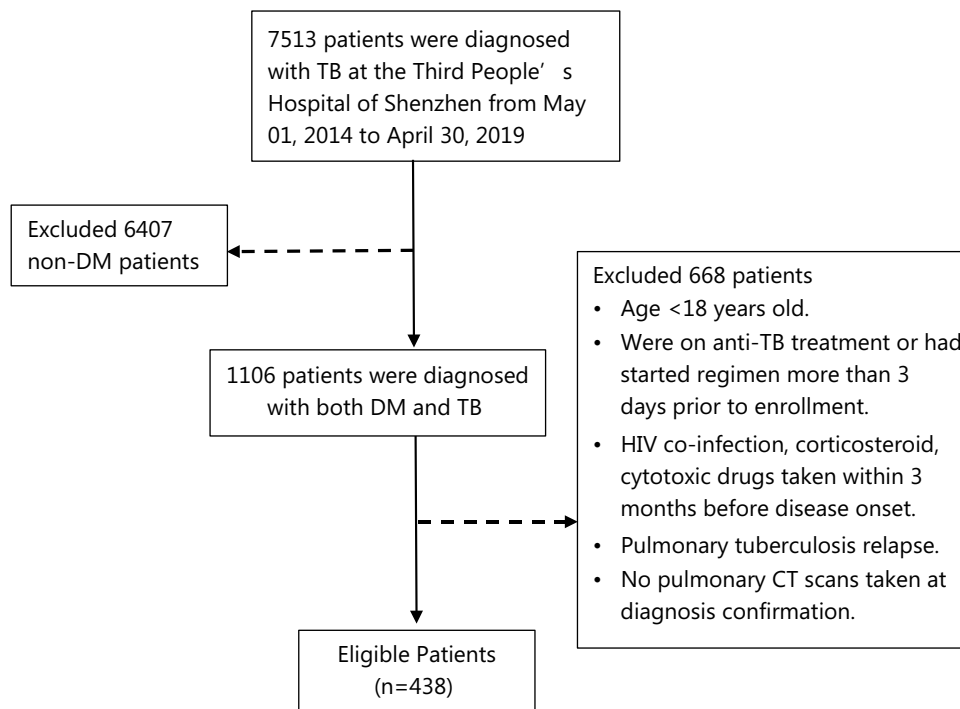 7513 patients were diagnosed
with TB at the Third People’ s
Hospital of Shenzhen from May
01, 2014 to April 30, 2019
Excluded 6407
non-DM patients
1106 patients were diagnosed
with both DM and TB
Excluded 668 patients
• Age <18 years old.
• Were on anti-TB treatment or had
started regimen more than 3
days prior to enrollment.
• HIV co-infection, corticosteroid,
cytotoxic drugs taken within 3
months before disease onset.
• Pulmonary tuberculosis relapse.
• No pulmonary CT scans taken at
diagnosis confirmation.
Eligible Patients
(n=438)